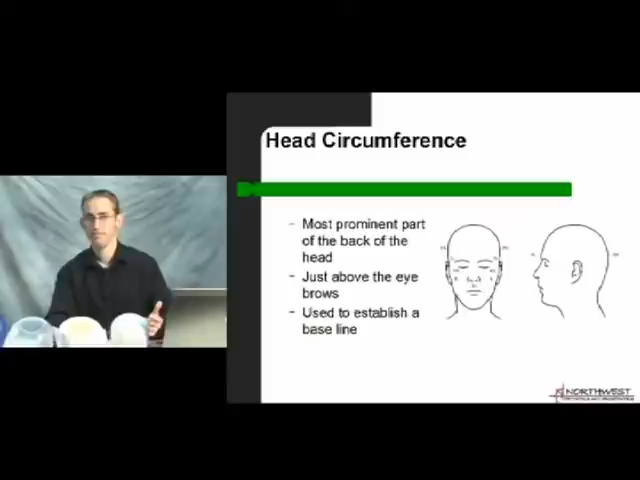 Head Circumference
– Most prominent part
of the back of the
head
– Just above the eye
brows
– Used to establish a
base line
NORTHWEST